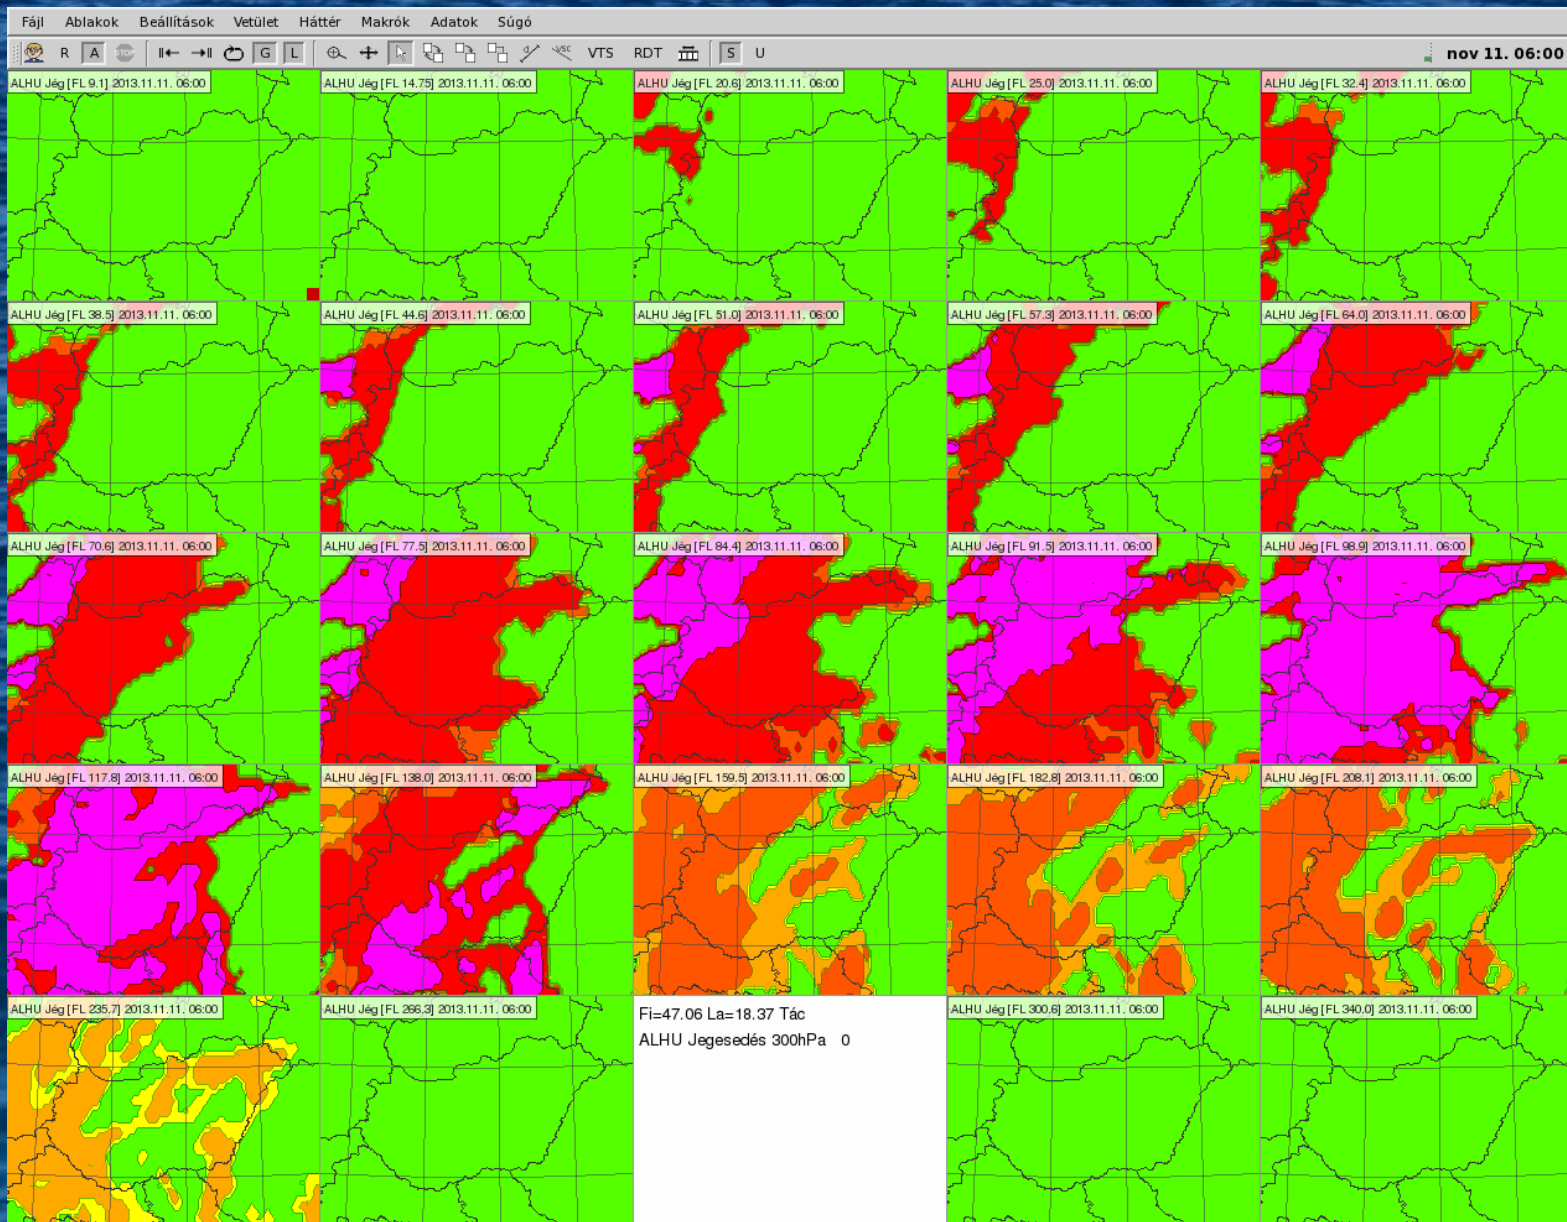 Fájl Ablakok Beállítások Vetület Háttér Makrók Adatok Súgó
R A STOP G L VSC VTS RDT S U nov 11. 06:00
ALHU Jég [FL 9.1] 2013.11.11. 06:00
ALHU Jég [FL 14.75] 2013.11.11. 06:00
ALHU Jég [FL 20.6] 2013.11.11. 06:00
ALHU Jég [FL 25.0] 2013.11.11. 06:00
ALHU Jég [FL 32.4] 2013.11.11. 06:00
ALHU Jég [FL 38.5] 2013.11.11. 06:00
ALHU Jég [FL 44.6] 2013.11.11. 06:00
ALHU Jég [FL 51.0] 2013.11.11. 06:00
ALHU Jég [FL 57.3] 2013.11.11. 06:00
ALHU Jég [FL 64.0] 2013.11.11. 06:00
ALHU Jég [FL 70.6] 2013.11.11. 06:00
ALHU Jég [FL 77.5] 2013.11.11. 06:00
ALHU Jég [FL 84.4] 2013.11.11. 06:00
ALHU Jég [FL 91.5] 2013.11.11. 06:00
ALHU Jég [FL 98.9] 2013.11.11. 06:00
ALHU Jég [FL 117.8] 2013.11.11. 06:00
ALHU Jég [FL 138.0] 2013.11.11. 06:00
ALHU Jég [FL 159.5] 2013.11.11. 06:00
ALHU Jég [FL 182.8] 2013.11.11. 06:00
ALHU Jég [FL 208.1] 2013.11.11. 06:00
ALHU Jég [FL 235.7] 2013.11.11. 06:00
ALHU Jég [FL 266.3] 2013.11.11. 06:00
Fi=47.06 La=18.37 Tác
ALHU Jegesedés 300hPa 0
ALHU Jég [FL 300.6] 2013.11.11. 06:00
ALHU Jég [FL 340.0] 2013.11.11. 06:00